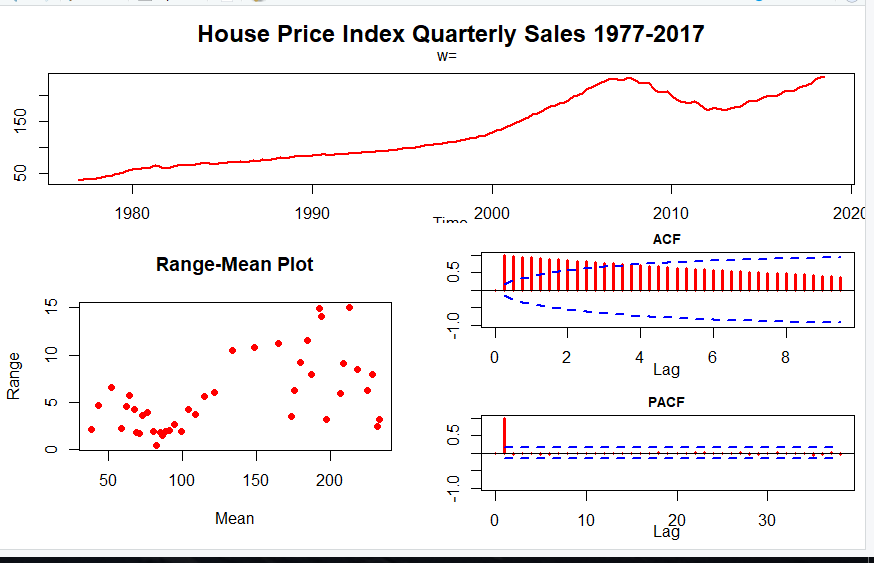 House Price Index Quarterly Sales 1977-2017
w=
50 150
1980 1990 2000 2010 2020
Time
Range-Mean Plot
Range
0 5 10 15
50 100 150 200
Mean
ACF
-1.0 0.5
0 2 4 6 8
Lag
PACF
-1.0 0.5
0 10 20 30
Lag